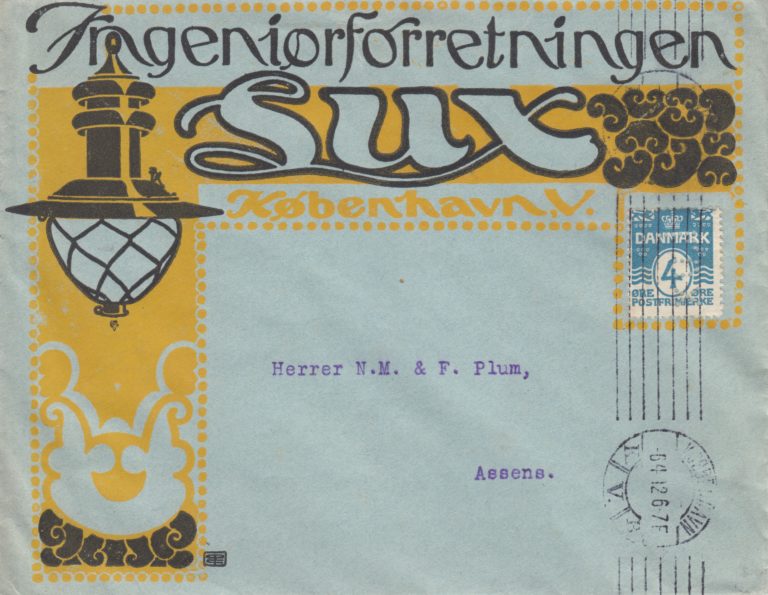 Ingeniørforretningen
Lux
København.V.
DANMARK
4
ØRE ØRE
POSTFRIMÆRKE
Herrer N.M. & F. Plum,
Assens.